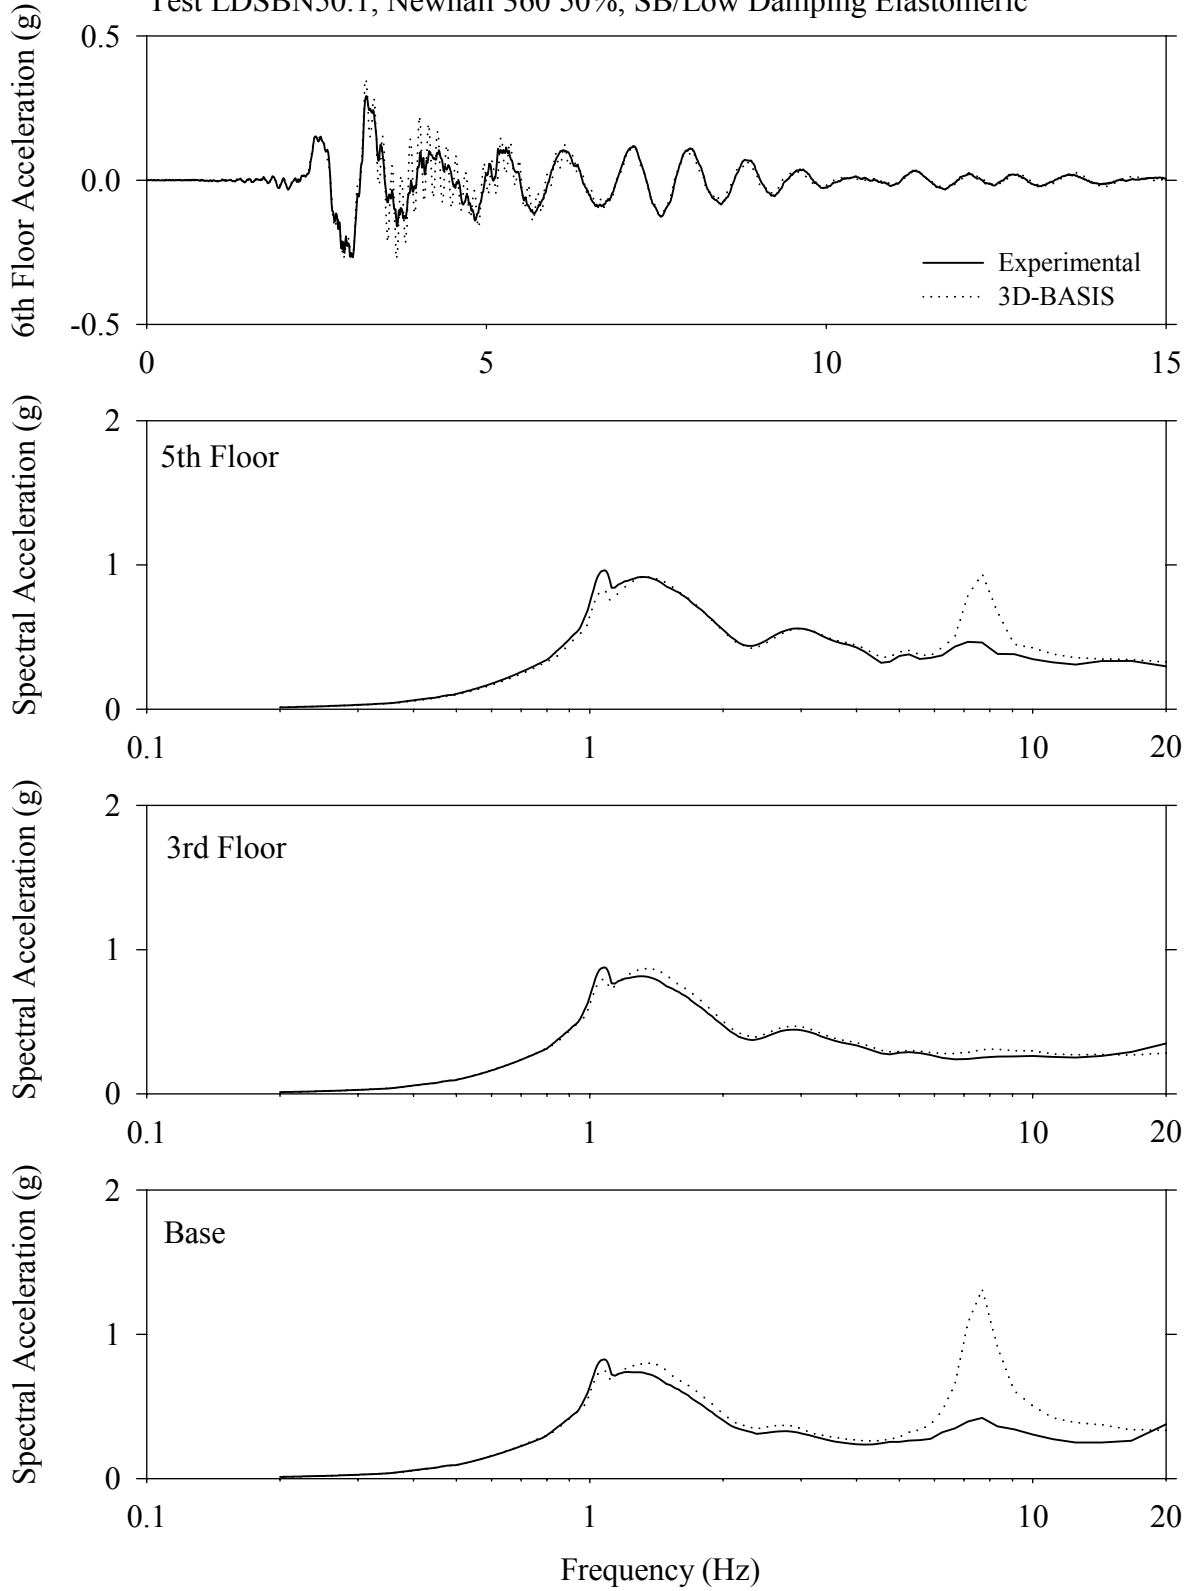 Test LDSBN50.1, Newhall 360 50%, SB/Low Damping Elastomeric
6th Floor Acceleration (g)
0.5
0.0
-0.5
Experimental
3D-BASIS
0 5 10 15
Spectral Acceleration (g)
2
5th Floor
1
0
0.1 1 10 20
Spectral Acceleration (g)
2
3rd Floor
1
0
0.1 1 10 20
Spectral Acceleration (g)
2
Base
1
0
0.1 1 10 20
Frequency (Hz)